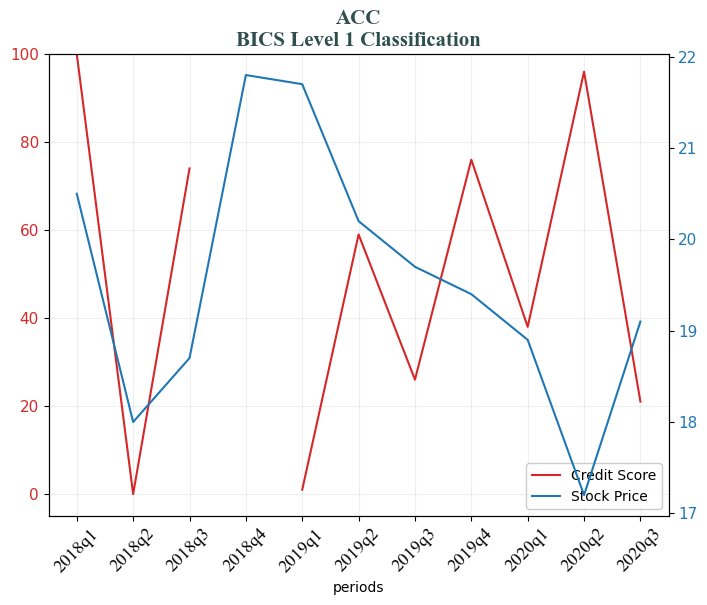 ACC
BICS Level 1 Classification
100
80
60
40
20
0
22
21
20
19
18
17
Credit Score
Stock Price
2018q1
2018q2
2018q3
2018q4
2019q1
2019q2
2019q3
2019q4
2020q1
2020q2
2020q3
periods